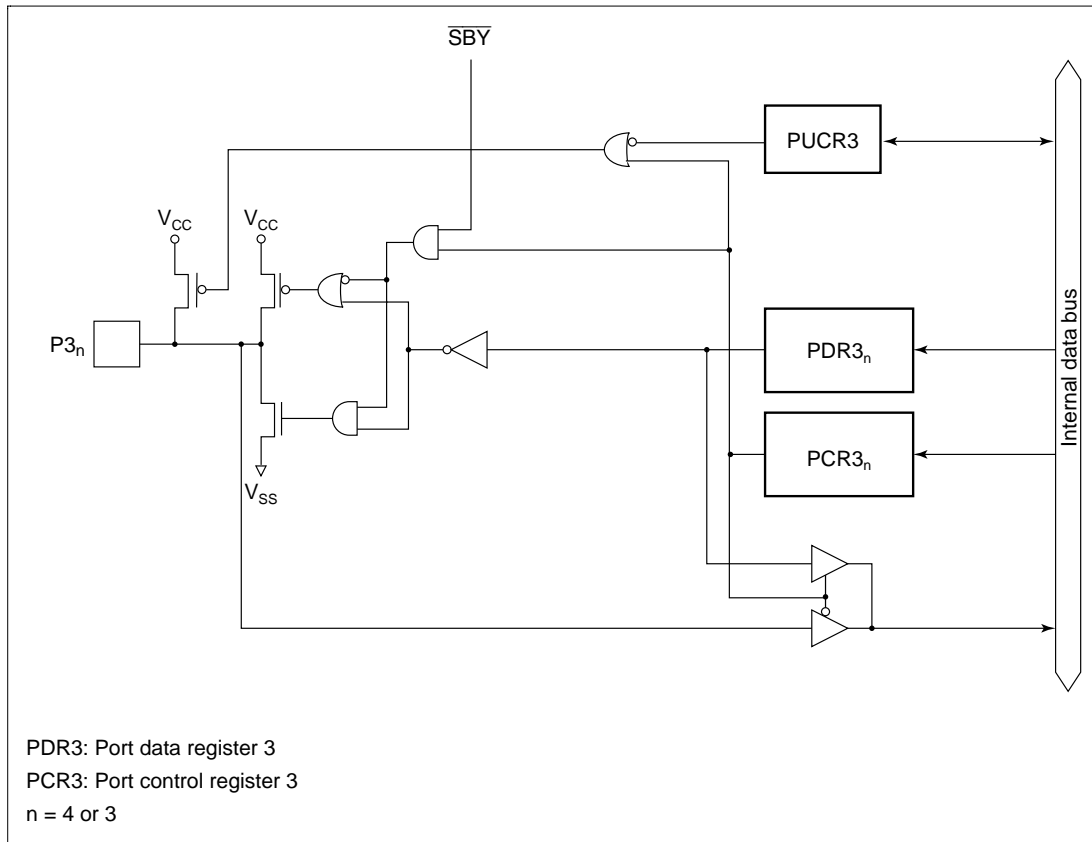 S̅B̅Y̅
PUCR3
V_CC V_CC
P3_n
PDR3_n
PCR3_n
V_SS
Internal data bus
PDR3: Port data register 3
PCR3: Port control register 3
n = 4 or 3